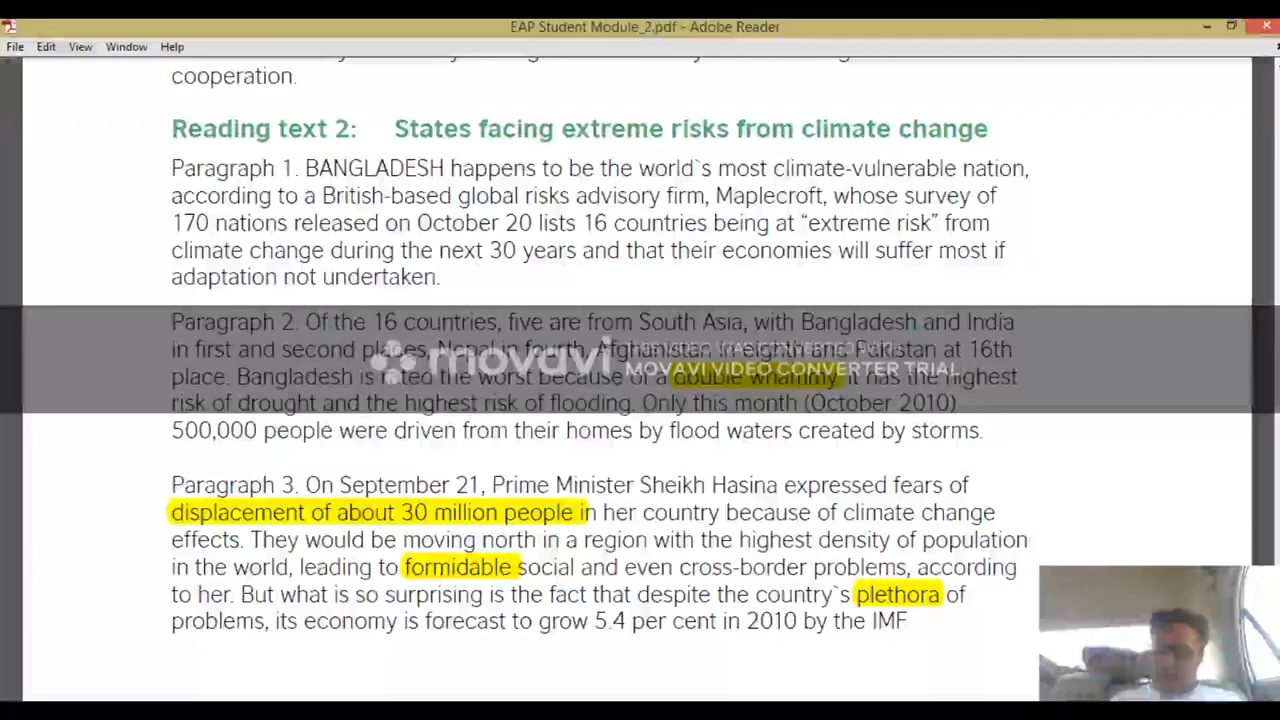 EAP Student Module_2.pdf - Adobe Reader
File Edit View Window Help
cooperation.
Reading text 2: States facing extreme risks from climate change
Paragraph 1. BANGLADESH happens to be the world`s most climate-vulnerable nation,
according to a British-based global risks advisory firm, Maplecroft, whose survey of
170 nations released on October 20 lists 16 countries being at “extreme risk” from
climate change during the next 30 years and that their economies will suffer most if
adaptation not undertaken.
Paragraph 2. Of the 16 countries, five are from South Asia, with Bangladesh and India
in first and second places, Nepal in fourth, Afghanistan in eighth and Pakistan at 16th
movavi
MOVAVI VIDEO CONVERTER TRIAL
place. Bangladesh is rated the worst because of a double whammy it has the highest
risk of drought and the highest risk of flooding. Only this month (October 2010)
500,000 people were driven from their homes by flood waters created by storms.
Paragraph 3. On September 21, Prime Minister Sheikh Hasina expressed fears of
displacement of about 30 million people in her country because of climate change
effects. They would be moving north in a region with the highest density of population
in the world, leading to formidable social and even cross-border problems, according
to her. But what is so surprising is the fact that despite the country`s plethora of
problems, its economy is forecast to grow 5.4 per cent in 2010 by the IMF